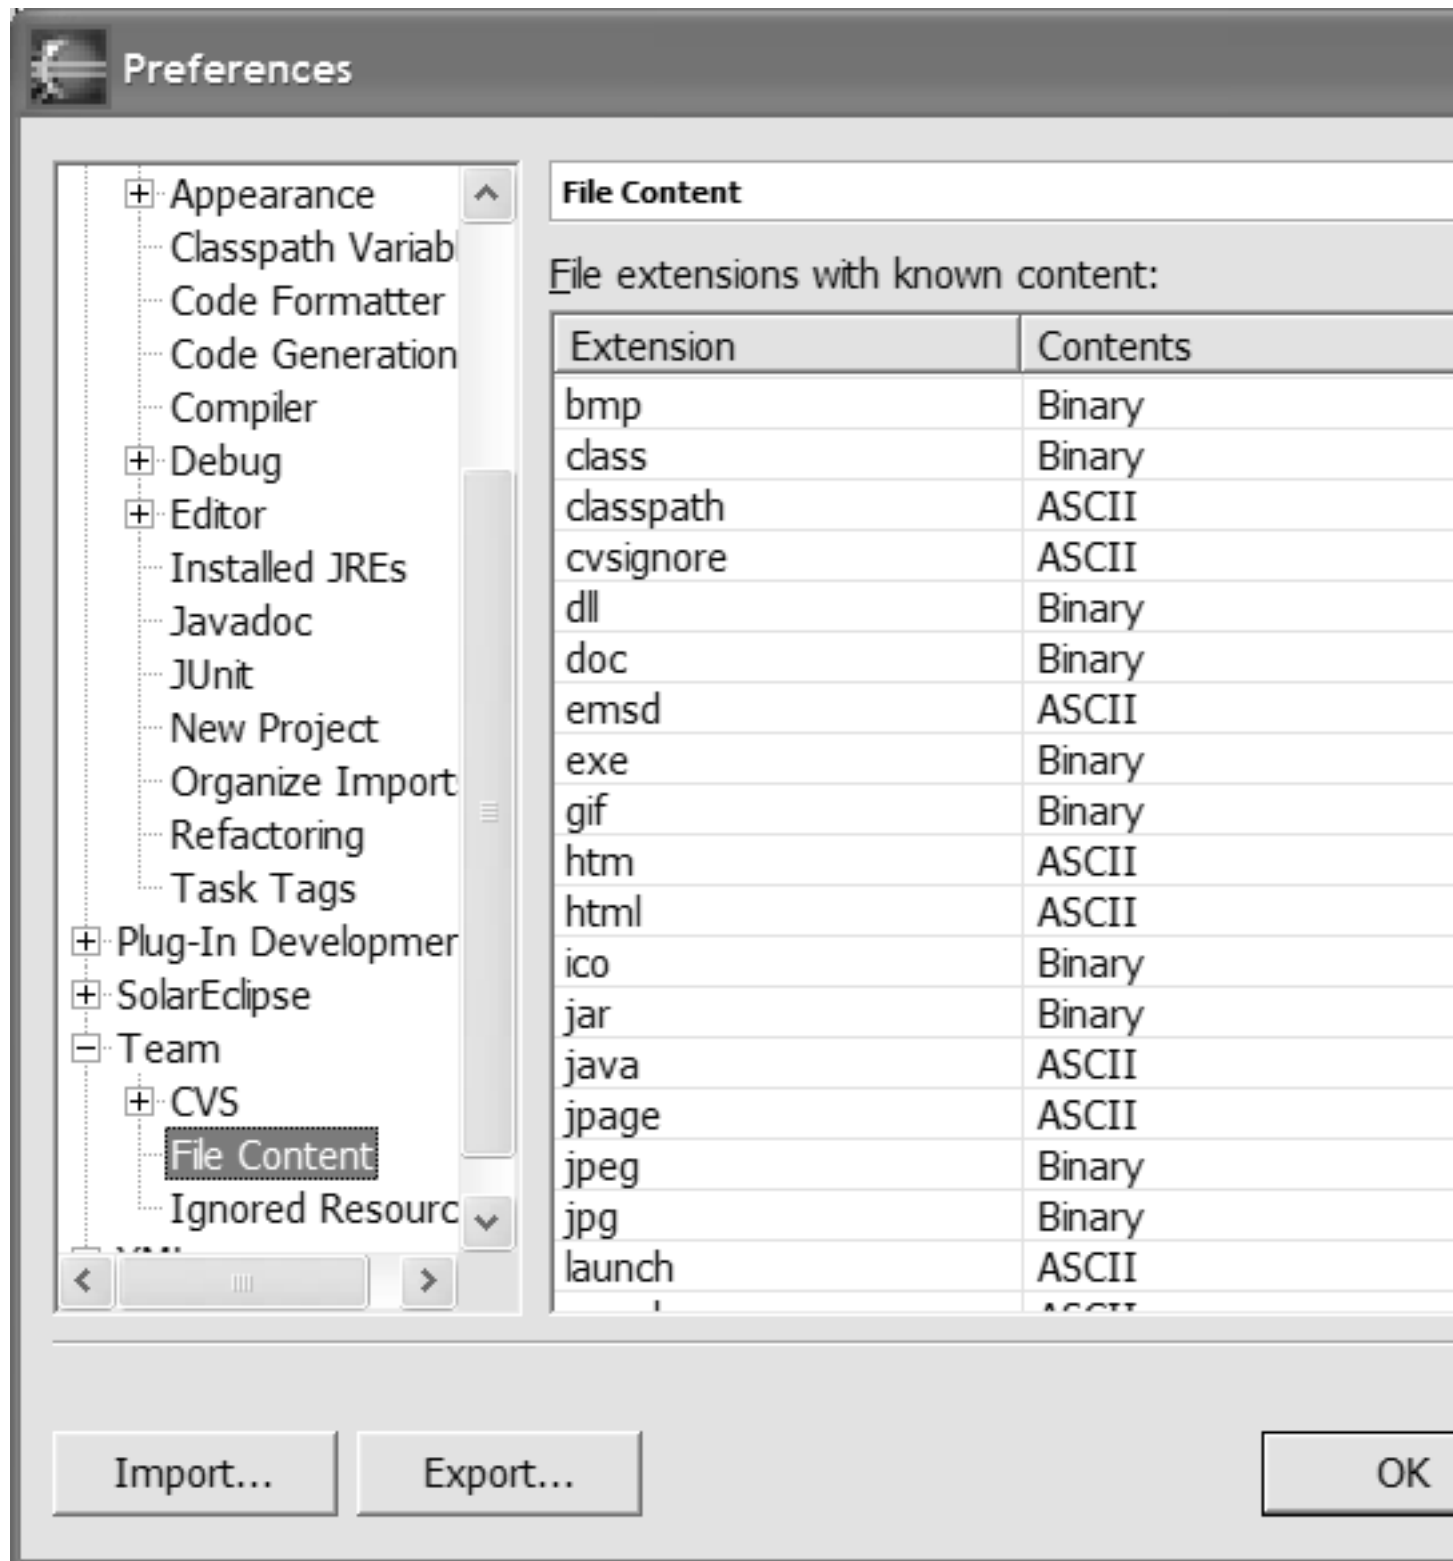 Preferences
Appearance
Classpath Variabl
Code Formatter
Code Generation
Compiler
Debug
Editor
Installed JREs
Javadoc
JUnit
New Project
Organize Import
Refactoring
Task Tags
Plug-In Developmer
SolarEclipse
Team
CVS
File Content
Ignored Resourc
File Content
File extensions with known content:
Extension Contents
bmp Binary
class Binary
classpath ASCII
cvsignore ASCII
dll Binary
doc Binary
emsd ASCII
exe Binary
gif Binary
htm ASCII
html ASCII
ico Binary
jar Binary
java ASCII
jpage ASCII
jpeg Binary
jpg Binary
launch ASCII
Import... Export... OK